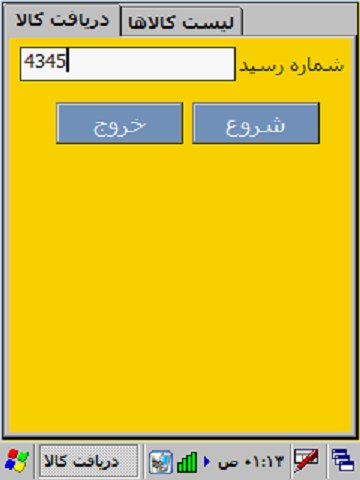 دریافت کالا
لیست کالاها
شماره رسید
4345
شروع
خروج
دریافت کالا
۰۱:۱۳ ص